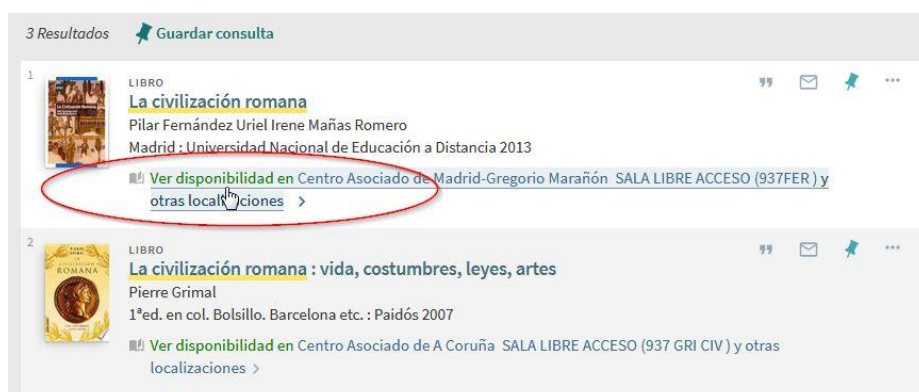 3 Resultados Guardar consulta
1
LIBRO
La civilización romana
Pilar Fernández Uriel Irene Mañas Romero
Madrid : Universidad Nacional de Educación a Distancia 2013
Ver disponibilidad en Centro Asociado de Madrid-Gregorio Marañón SALA LIBRE ACCESO (937FER ) y
otras localizaciones >
2
LIBRO
La civilización romana : vida, costumbres, leyes, artes
Pierre Grimal
1ªed. en col. Bolsillo. Barcelona etc. : Paidós 2007
Ver disponibilidad en Centro Asociado de A Coruña SALA LIBRE ACCESO (937 GRI CIV ) y otras
localizaciones >
ROMANA